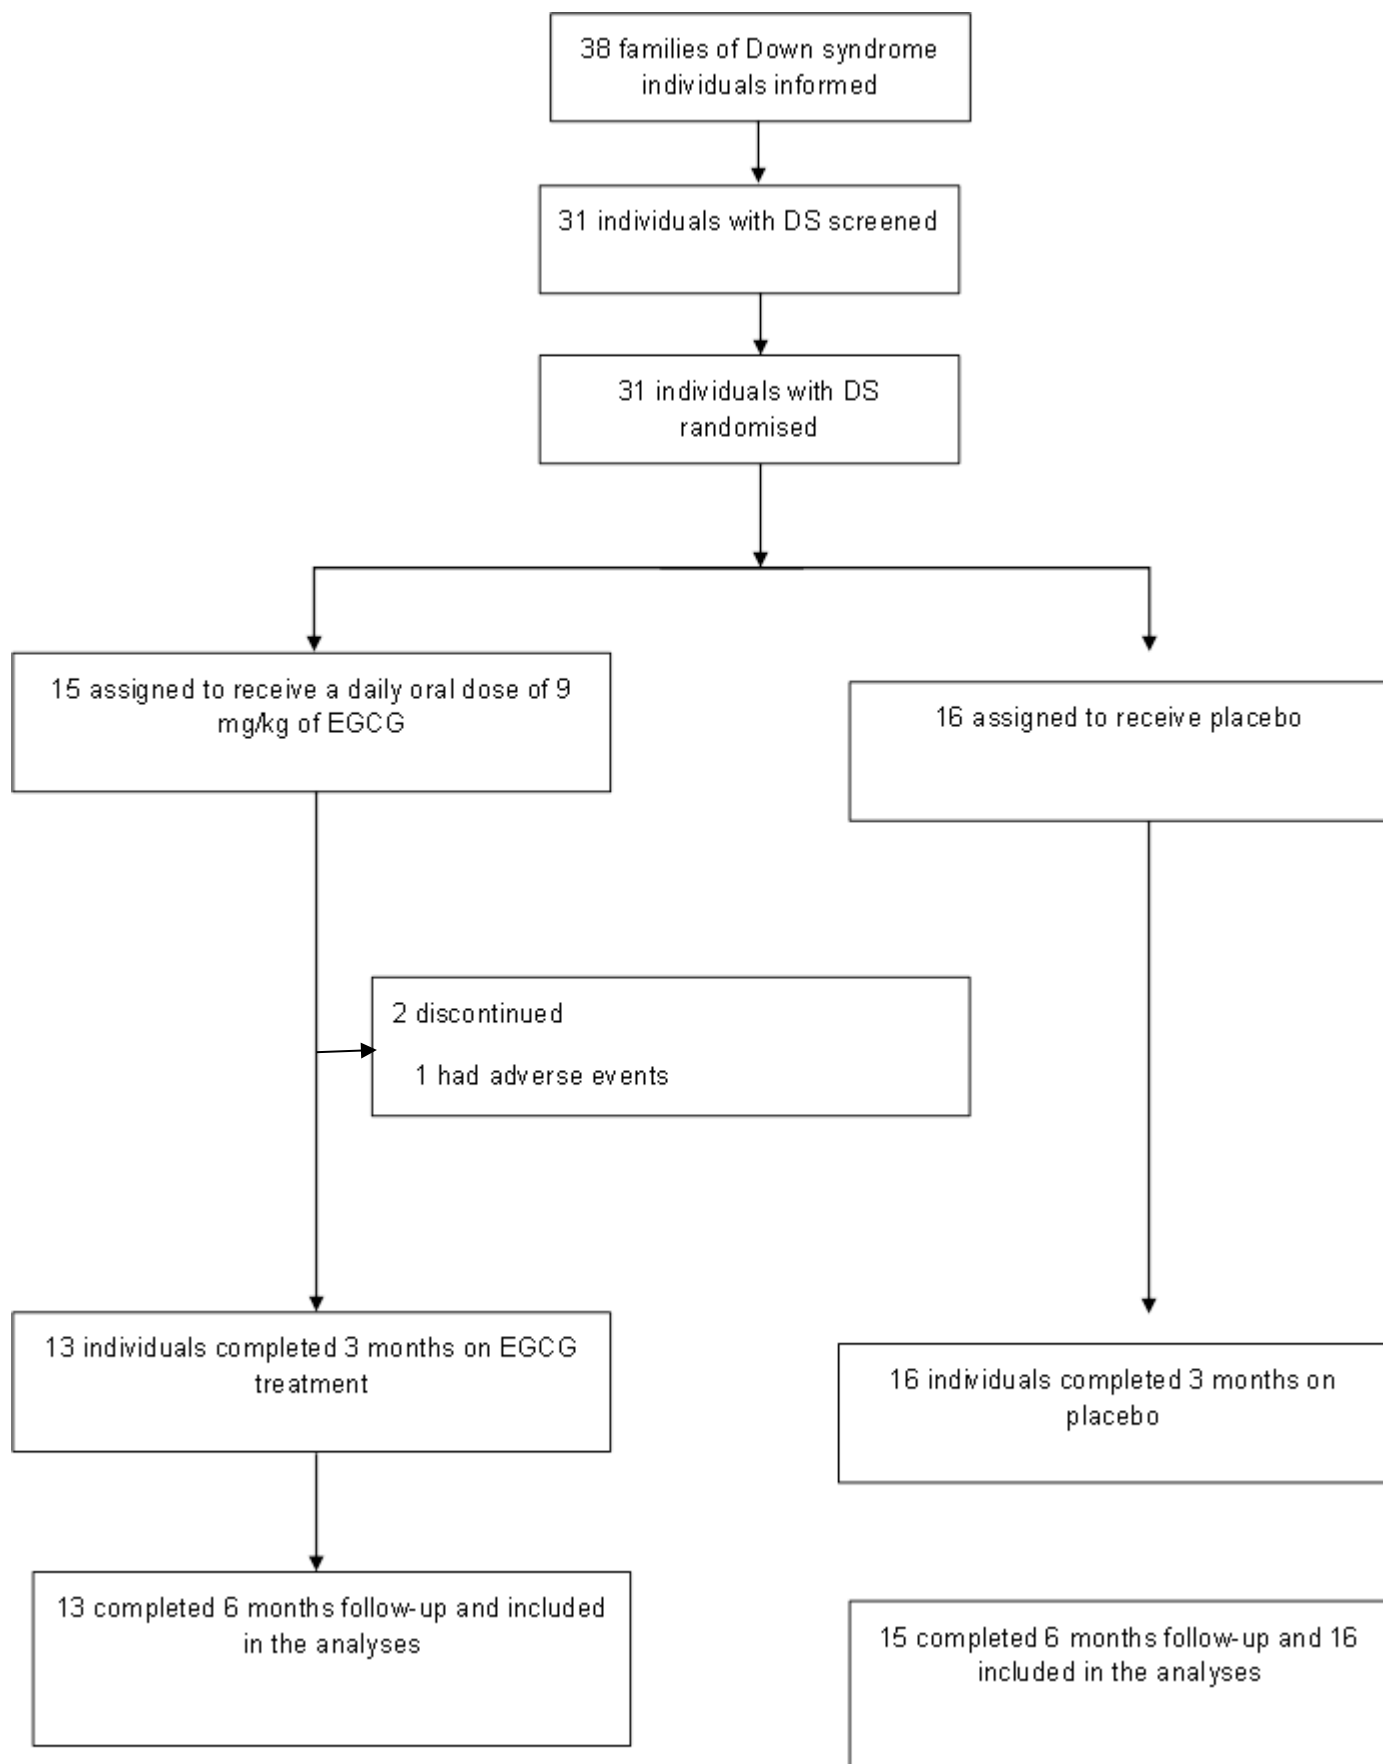 38 families of Down syndrome
individuals informed
31 individuals with DS screened
31 individuals with DS
randomised
15 assigned to receive a daily oral dose of 9
mg/kg of EGCG
16 assigned to receive placebo
2 discontinued
1 had adverse events
13 individuals completed 3 months on EGCG
treatment
16 individuals completed 3 months on
placebo
13 completed 6 months follow-up and included
in the analyses
15 completed 6 months follow-up and 16
included in the analyses